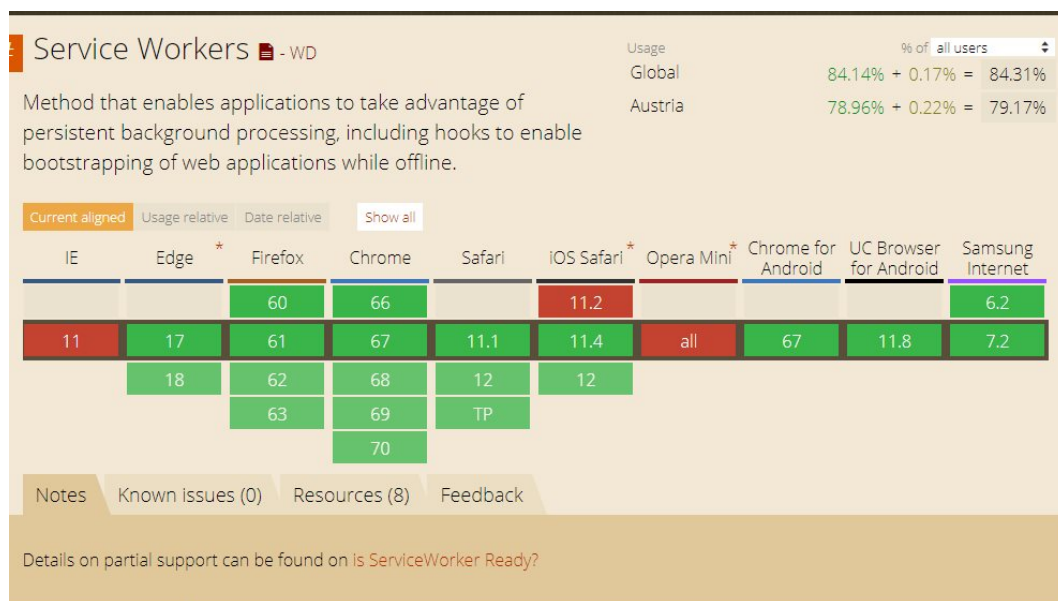 Service Workers - WD
Usage % of all users
Global 84.14% + 0.17% = 84.31%
Austria 78.96% + 0.22% = 79.17%
Method that enables applications to take advantage of
persistent background processing, including hooks to enable
bootstrapping of web applications while offline.
Current aligned Usage relative Date relative Show all
IE Edge * Firefox Chrome Safari iOS Safari * Opera Mini * Chrome for Android UC Browser for Android Samsung Internet
60 66 11.2 6.2
11 17 61 67 11.1 11.4 all 67 11.8 7.2
18 62 68 12 12
63 69 TP
70
Notes Known issues (0) Resources (8) Feedback
Details on partial support can be found on is ServiceWorker Ready?